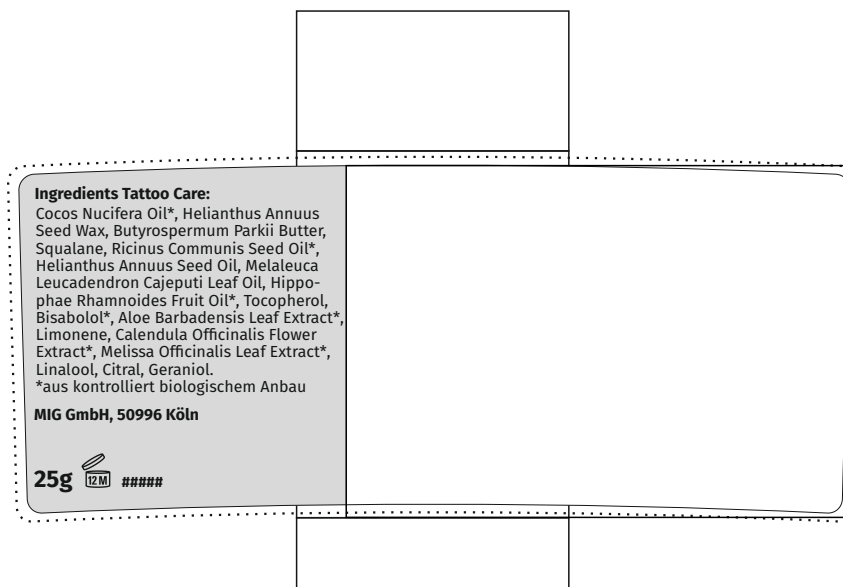 Ingredients Tattoo Care:
Cocos Nucifera Oil*, Helianthus Annuus
Seed Wax, Butyrospermum Parkii Butter,
Squalane, Ricinus Communis Seed Oil*,
Helianthus Annuus Seed Oil, Melaleuca
Leucadendron Cajeputi Leaf Oil, Hippo-
phae Rhamnoides Fruit Oil*, Tocopherol,
Bisabolol*, Aloe Barbadensis Leaf Extract*,
Limonene, Calendula Officinalis Flower
Extract*, Melissa Officinalis Leaf Extract*,
Linalool, Citral, Geraniol.
*aus kontrolliert biologischem Anbau
MIG GmbH, 50996 Köln
25g 12 M #####